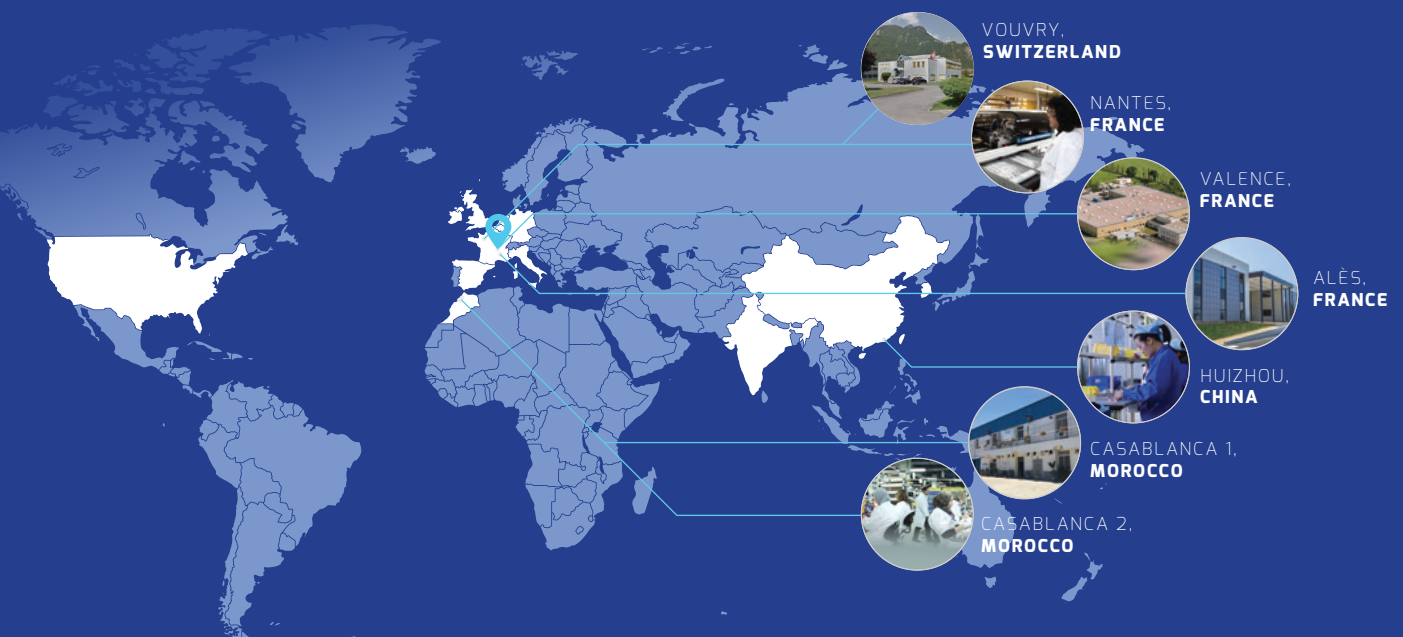 VOUVRY,
SWITZERLAND
NANTES,
FRANCE
VALENCE,
FRANCE
ALÈS,
FRANCE
HUIZHOU,
CHINA
CASABLANCA 1,
MOROCCO
CASABLANCA 2,
MOROCCO